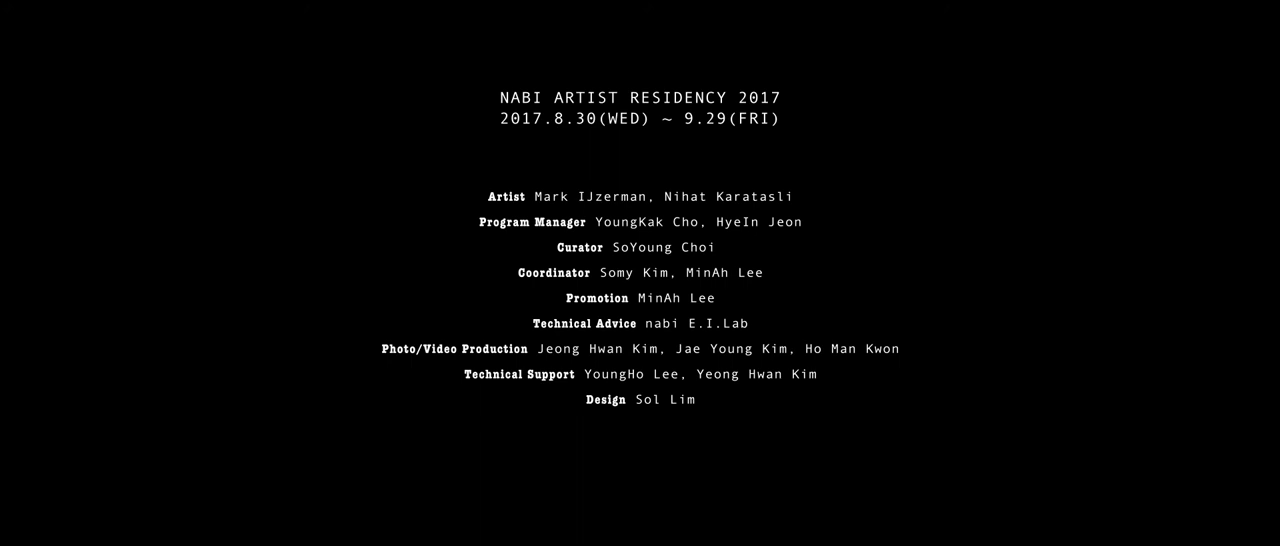 NABI ARTIST RESIDENCY 2017
2017.8.30(WED) ~ 9.29(FRI)
Artist Mark IJzerman, Nihat Karatasli
Program Manager YoungKak Cho, HyeIn Jeon
Curator SoYoung Choi
Coordinator Somy Kim, MinAh Lee
Promotion MinAh Lee
Technical Advice nabi E.I.Lab
Photo/Video Production Jeong Hwan Kim, Jae Young Kim, Ho Man Kwon
Technical Support YoungHo Lee, Yeong Hwan Kim
Design Sol Lim